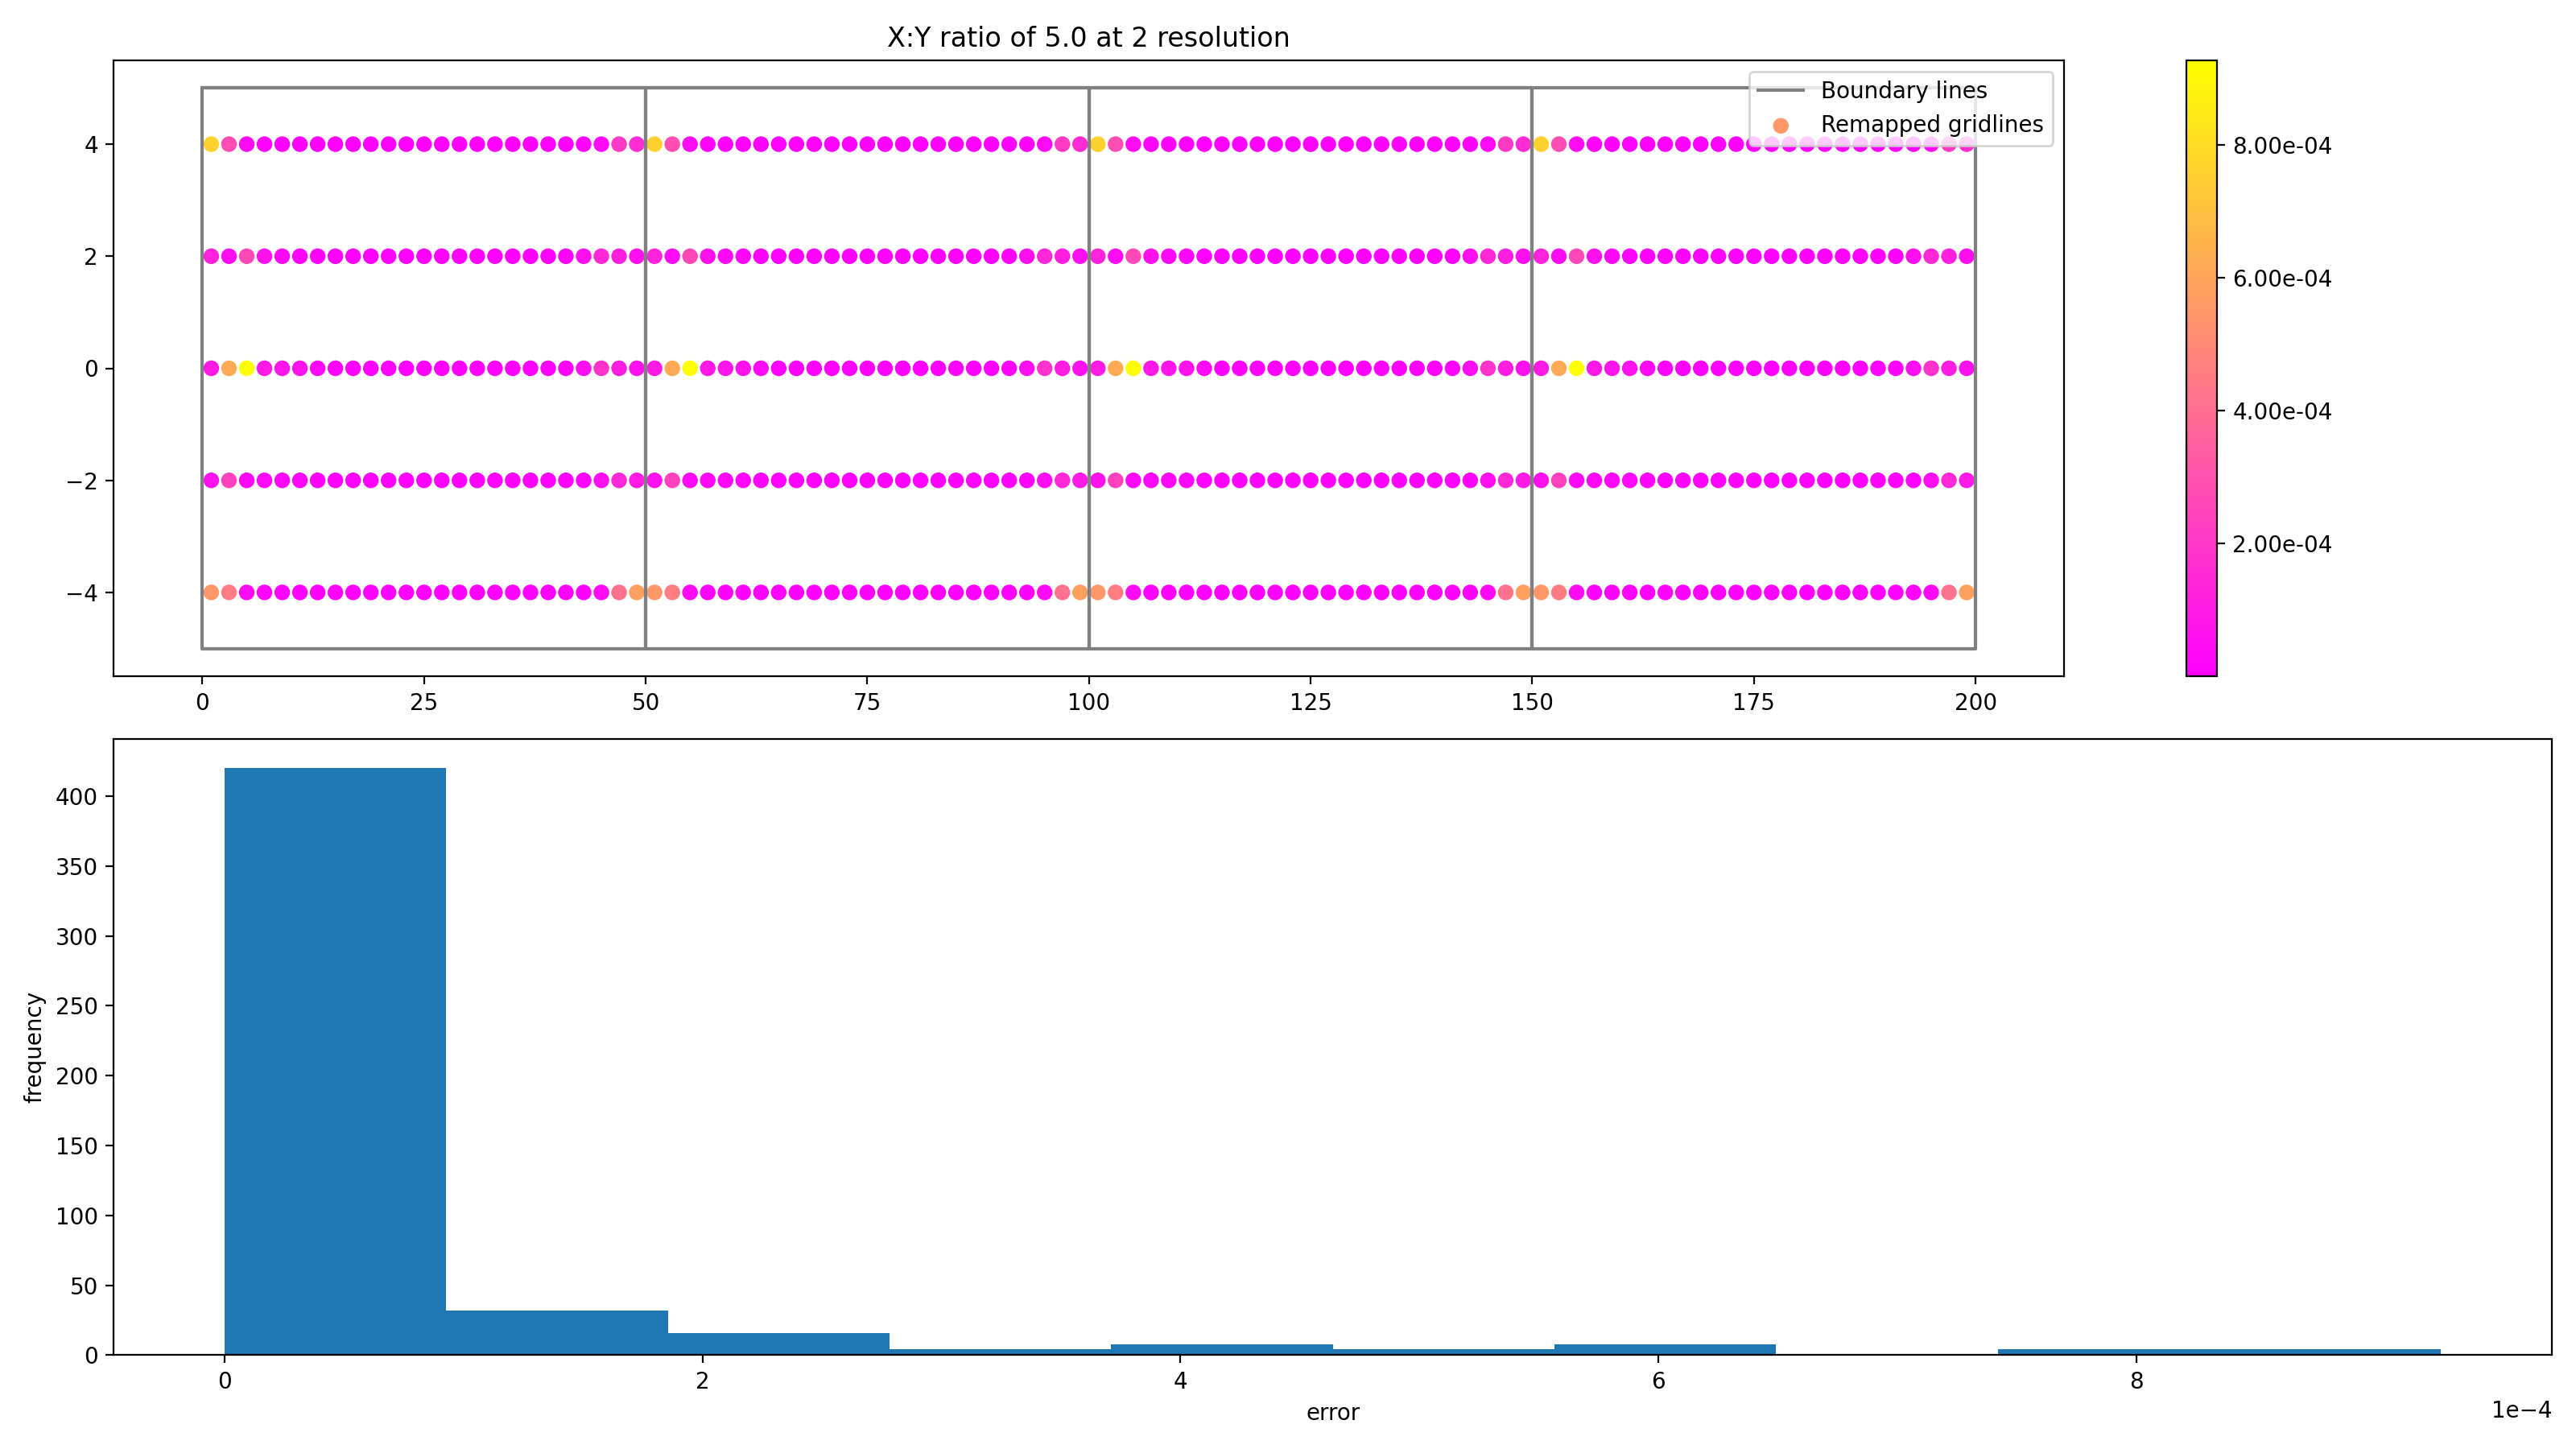 X:Y ratio of 5.0 at 2 resolution
Boundary lines
Remapped gridlines
4
2
0
−2
−4
0 25 50 75 100 125 150 175 200
8.00e-04
6.00e-04
4.00e-04
2.00e-04
400
350
300
250
200
150
100
50
0
frequency
0 2 4 6 8
error
1e−4